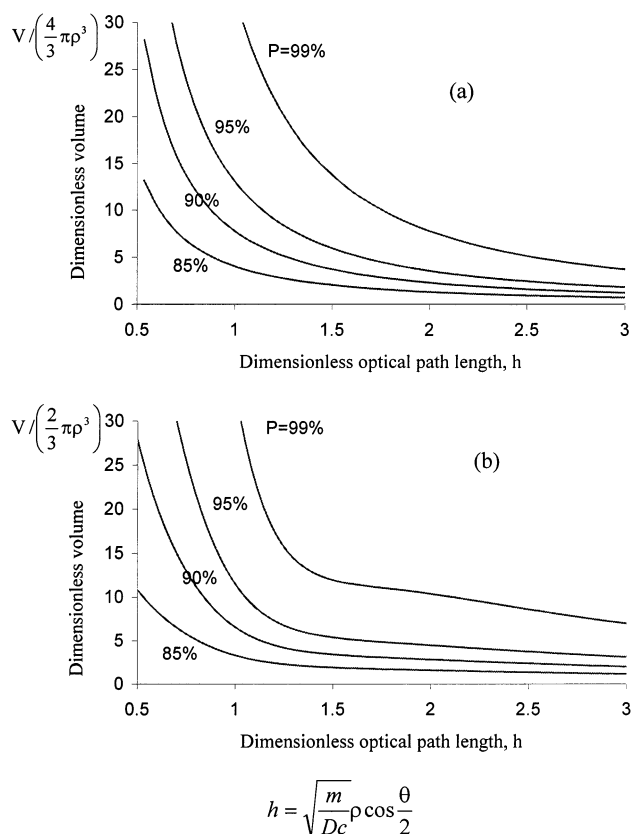 V/(4/3 πρ³)
30
25
20
15
10
5
0
Dimensionless volume
P=99%
(a)
95%
90%
85%
0.5 1 1.5 2 2.5 3
Dimensionless optical path length, h
V/(2/3 πρ³)
30
25
20
15
10
5
0
Dimensionless volume
P=99%
(b)
95%
90%
85%
0.5 1 1.5 2 2.5 3
Dimensionless optical path length, h
h = √(m/Dc) ρ cos θ/2